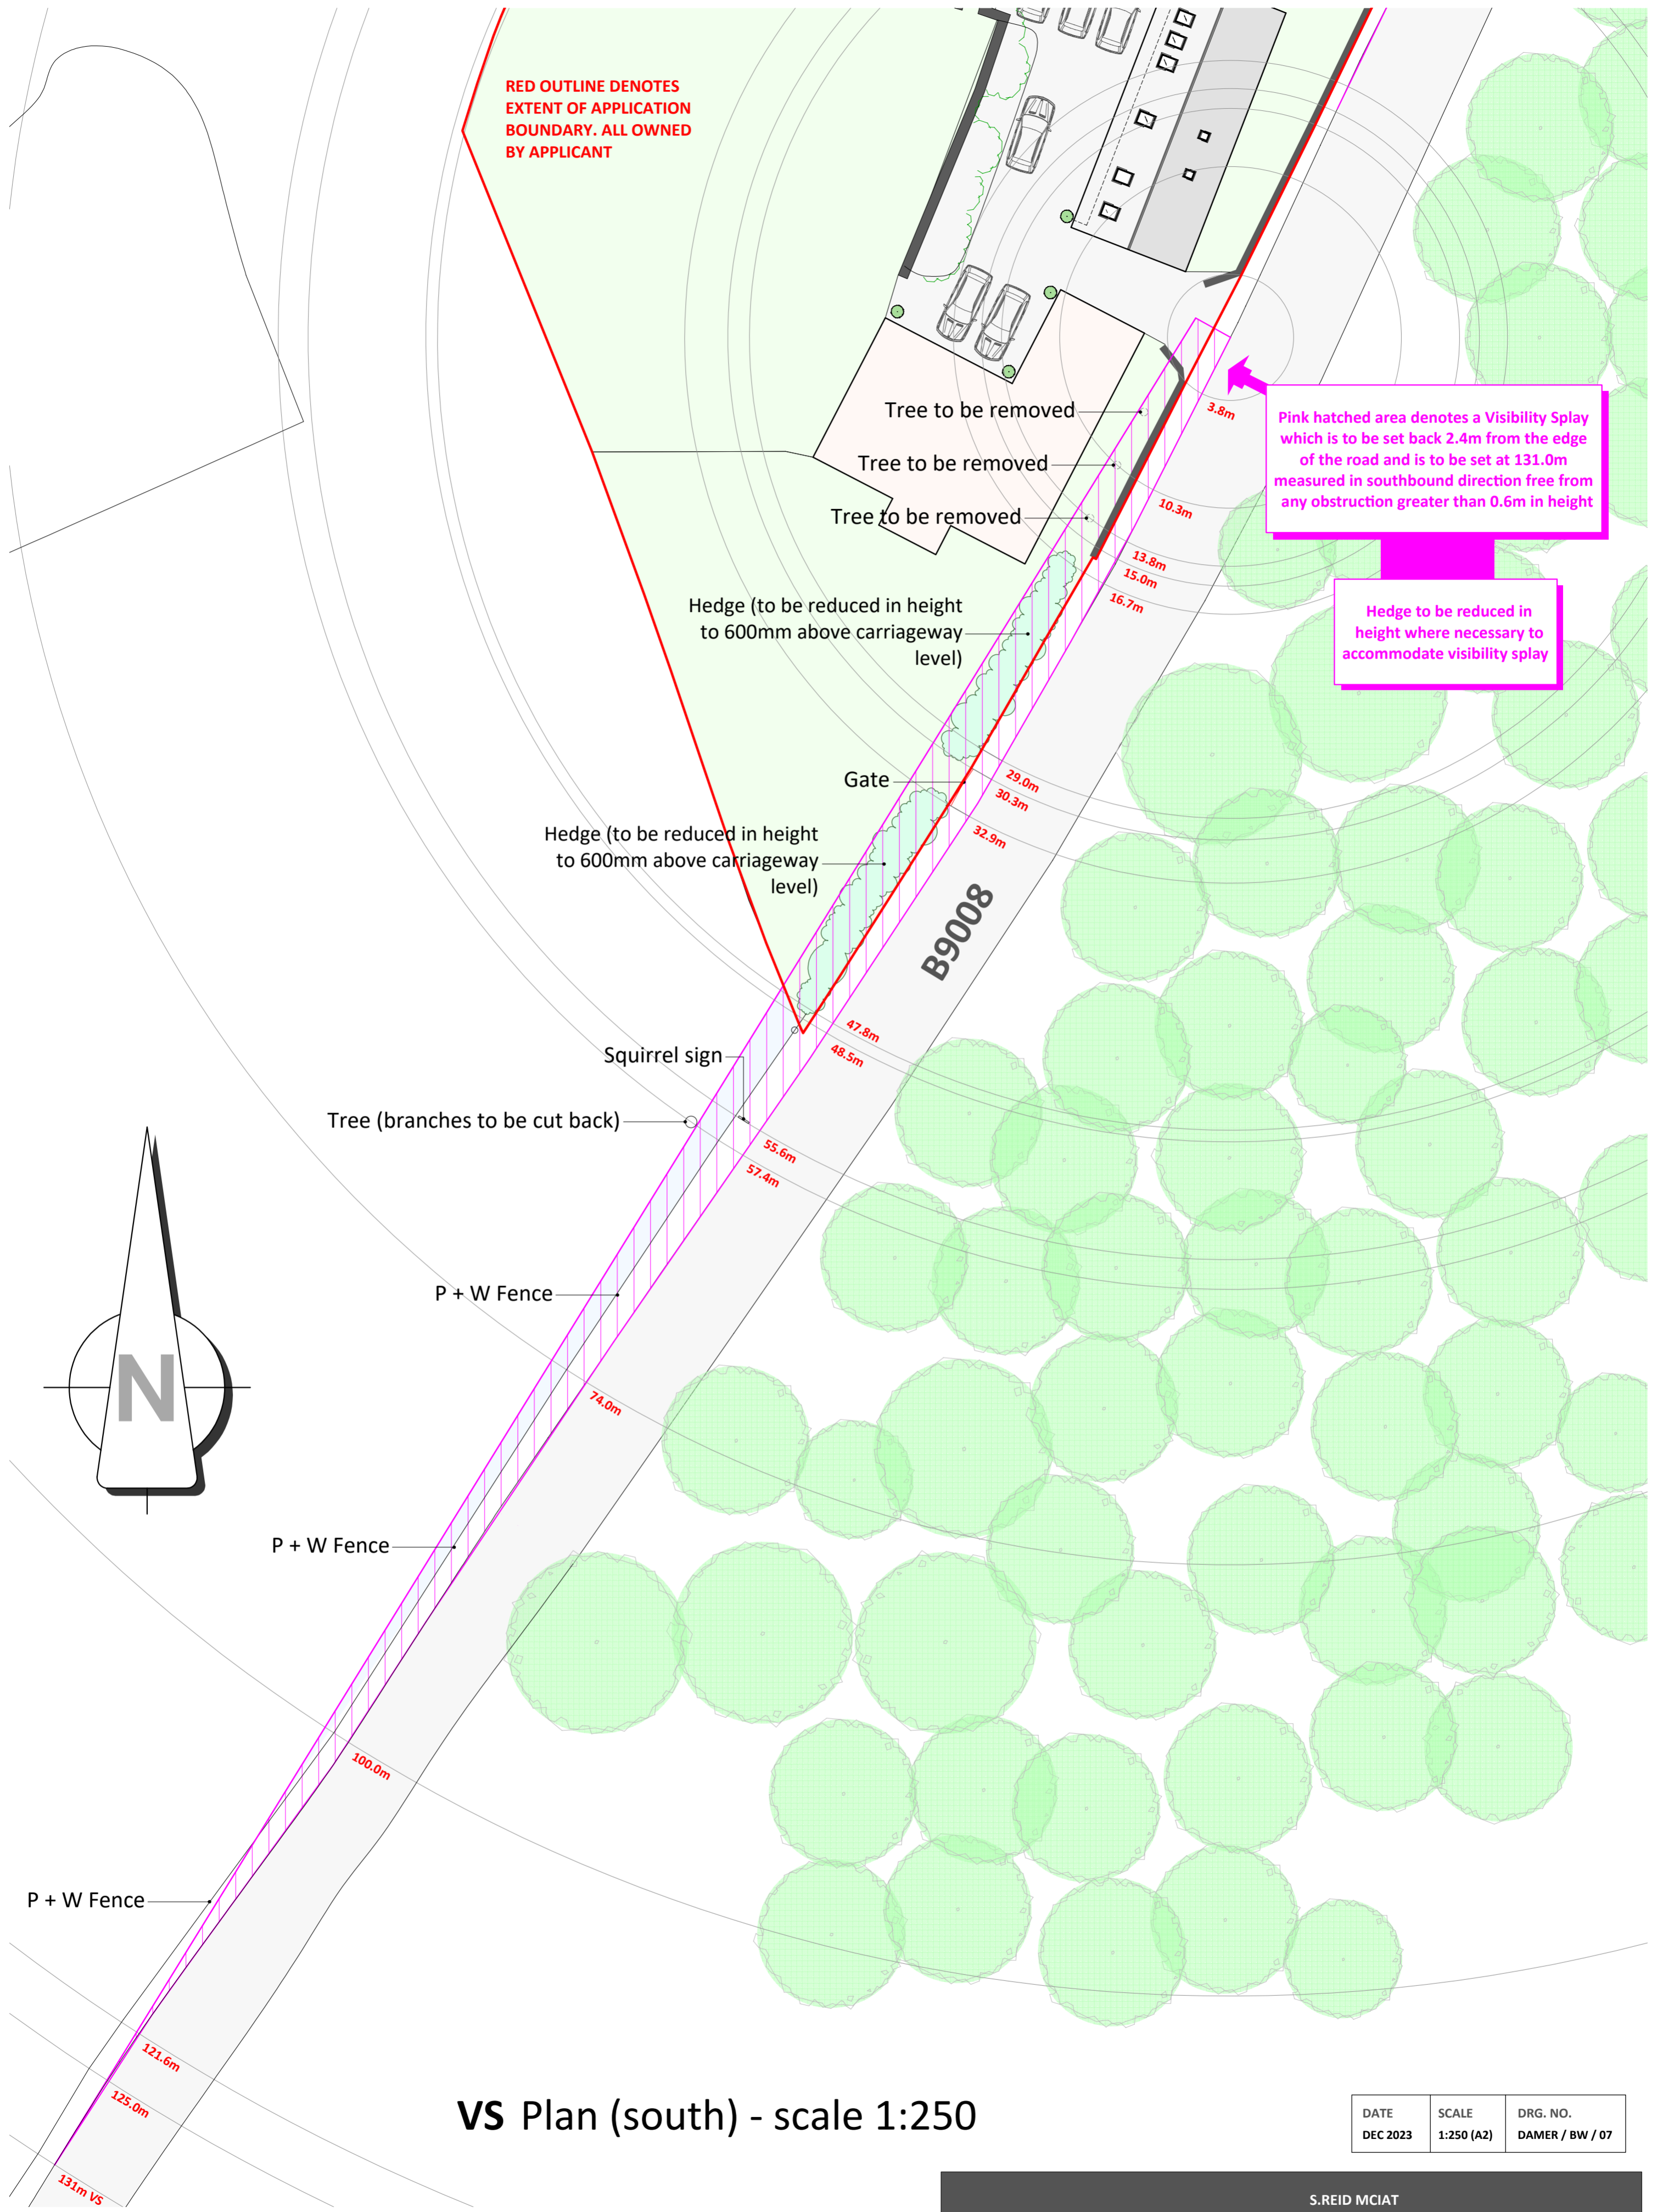 RED OUTLINE DENOTES
EXTENT OF APPLICATION
BOUNDARY. ALL OWNED
BY APPLICANT
Tree to be removed
3.8m
Pink hatched area denotes a Visibility Splay
which is to be set back 2.4m from the edge
of the road and is to be set at 131.0m
measured in southbound direction free from
any obstruction greater than 0.6m in height
Tree to be removed
10.3m
Tree to be removed
13.8m
15.0m
16.7m
Hedge to be reduced in
height where necessary to
accommodate visibility splay
Hedge (to be reduced in height
to 600mm above carriageway
level)
Gate
29.0m
30.3m
32.9m
Hedge (to be reduced in height
to 600mm above carriageway
level)
B9008
47.8m
48.5m
Squirrel sign
Tree (branches to be cut back)
55.6m
57.4m
P + W Fence
N
74.0m
P + W Fence
100.0m
P + W Fence
121.6m
125.0m
131m VS
VS Plan (south) - scale 1:250
DATE SCALE DRG. NO.
DEC 2023 1:250 (A2) DAMER / BW / 07
S.REID MCIAT